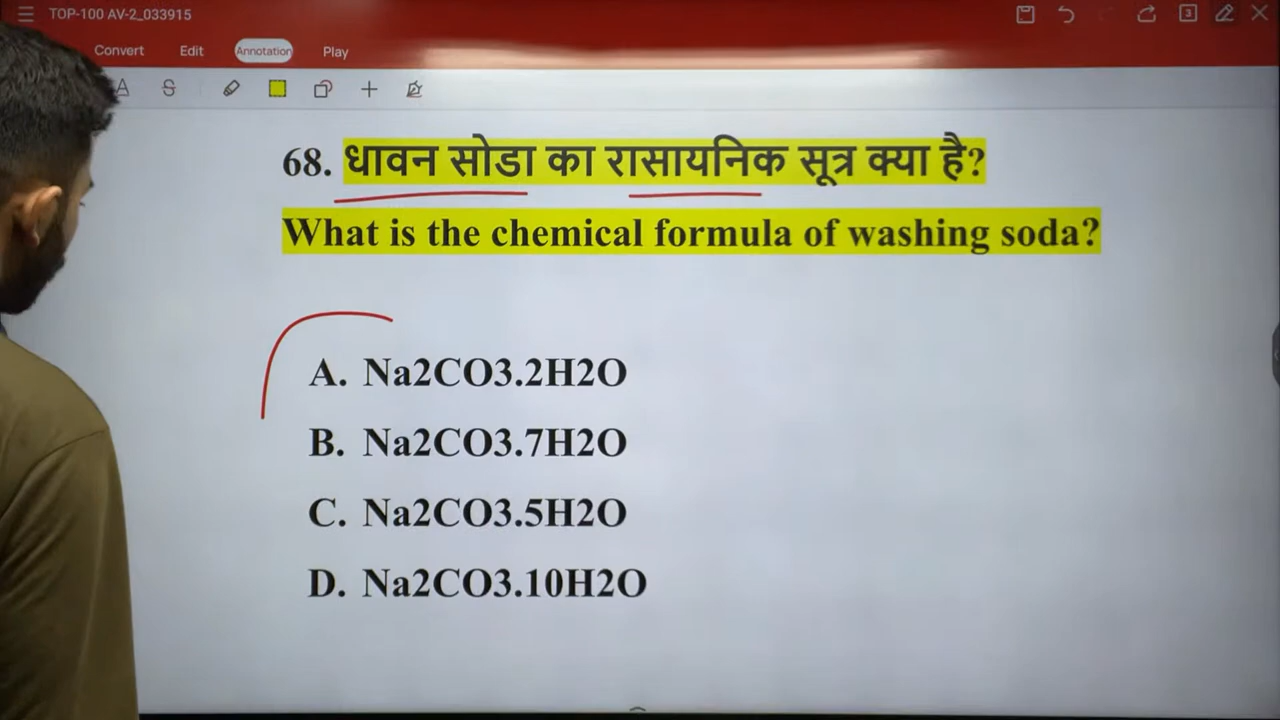 TOP-100 AV-2_033915
3
Convert Edit Annotation Play
A S
68. धावन सोडा का रासायनिक सूत्र क्या है?
What is the chemical formula of washing soda?
A. Na2CO3.2H2O
B. Na2CO3.7H2O
C. Na2CO3.5H2O
D. Na2CO3.10H2O